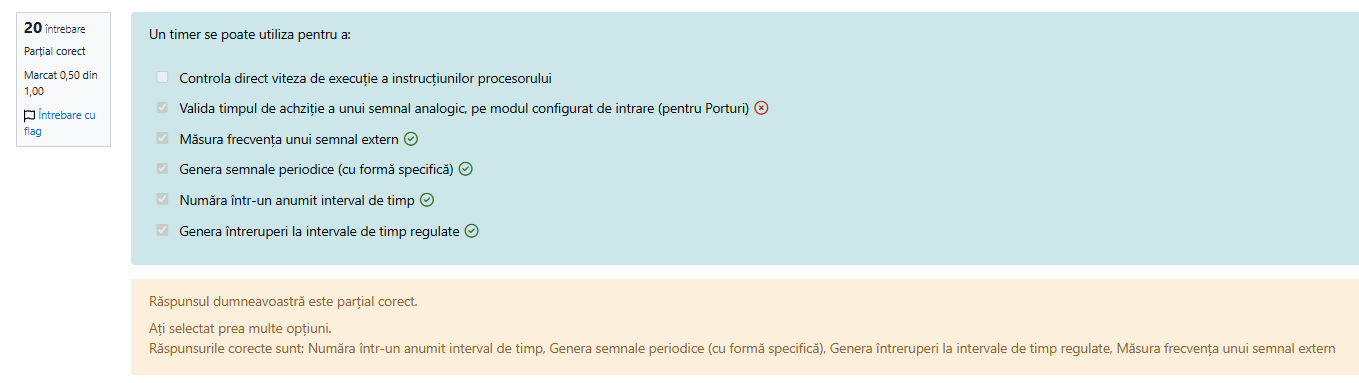 20 întrebare
Parțial corect
Marcat 0,50 din
1,00
Întrebare cu
flag
Un timer se poate utiliza pentru a:
Controla direct viteza de execuție a instrucțiunilor procesorului
Valida timpul de achziție a unui semnal analogic, pe modul configurat de intrare (pentru Porturi)
Măsura frecvența unui semnal extern
Genera semnale periodice (cu formă specifică)
Număra într-un anumit interval de timp
Genera întreruperi la intervale de timp regulate
Răspunsul dumneavoastră este parțial corect.
Ați selectat prea multe opțiuni.
Răspunsurile corecte sunt: Număra într-un anumit interval de timp, Genera semnale periodice (cu formă specifică), Genera întreruperi la intervale de timp regulate, Măsura frecvența unui semnal extern